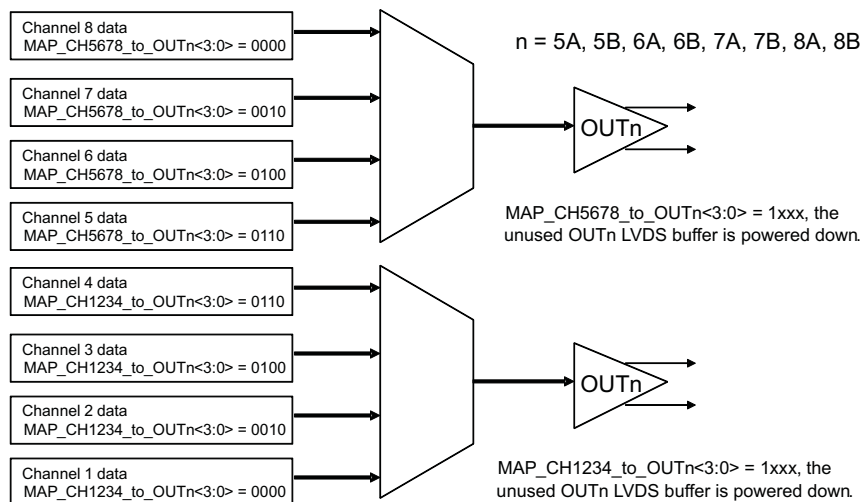 Channel 8 data
MAP_CH5678_to_OUTn<3:0> = 0000
n = 5A, 5B, 6A, 6B, 7A, 7B, 8A, 8B
Channel 7 data
MAP_CH5678_to_OUTn<3:0> = 0010
OUTn
Channel 6 data
MAP_CH5678_to_OUTn<3:0> = 0100
Channel 5 data
MAP_CH5678_to_OUTn<3:0> = 0110
MAP_CH5678_to_OUTn<3:0> = 1xxx, the
unused OUTn LVDS buffer is powered down.
Channel 4 data
MAP_CH1234_to_OUTn<3:0> = 0110
Channel 3 data
MAP_CH1234_to_OUTn<3:0> = 0100
OUTn
Channel 2 data
MAP_CH1234_to_OUTn<3:0> = 0010
Channel 1 data
MAP_CH1234_to_OUTn<3:0> = 0000
MAP_CH1234_to_OUTn<3:0> = 1xxx, the
unused OUTn LVDS buffer is powered down.